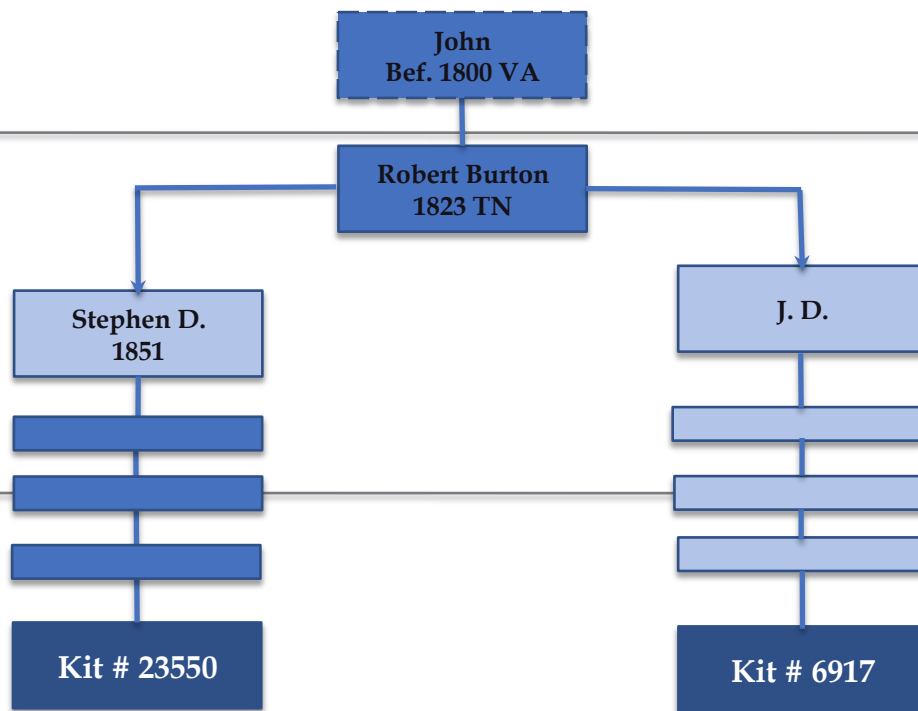 John
Bef. 1800 VA
Robert Burton
1823 TN
Stephen D.
1851
J. D.
Kit # 23550
Kit # 6917